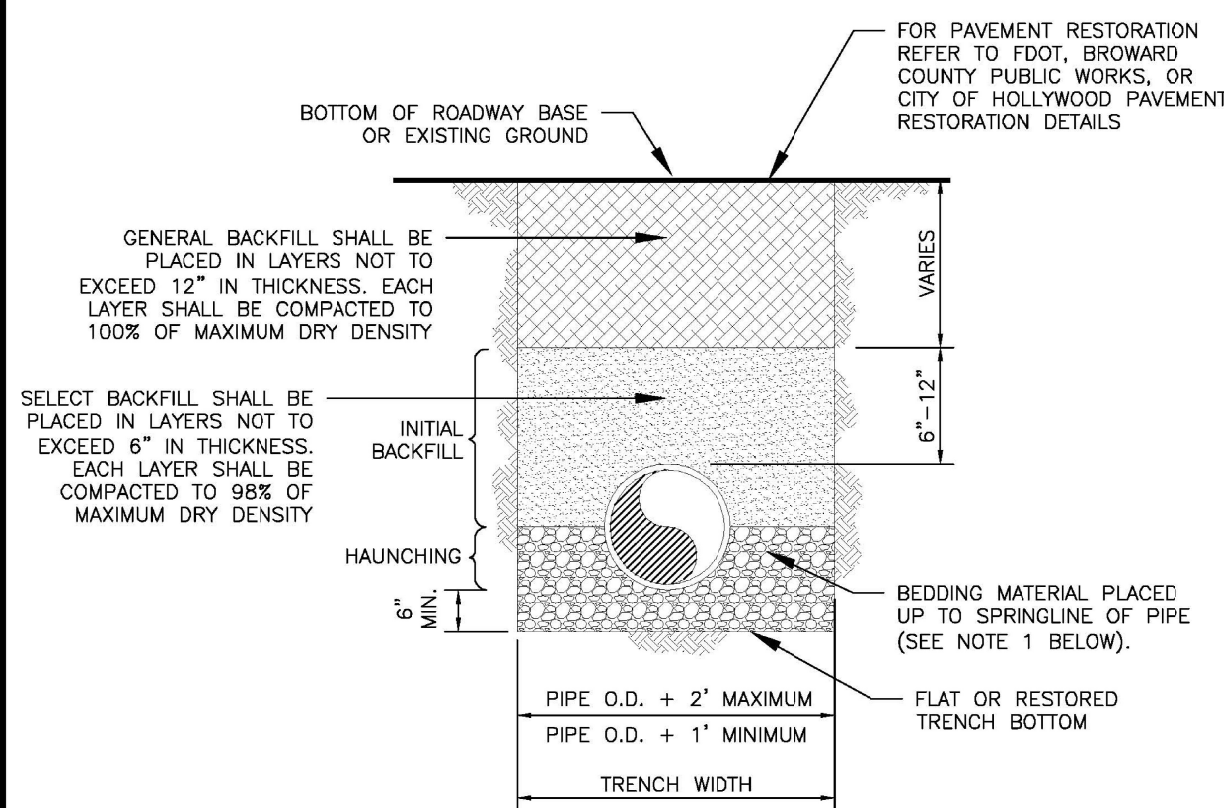 FOR PAVEMENT RESTORATION
REFER TO FDOT, BROWARD
COUNTY PUBLIC WORKS, OR
CITY OF HOLLYWOOD PAVEMENT
RESTORATION DETAILS
BOTTOM OF ROADWAY BASE
OR EXISTING GROUND
GENERAL BACKFILL SHALL BE
PLACED IN LAYERS NOT TO
EXCEED 12" IN THICKNESS. EACH
LAYER SHALL BE COMPACTED TO
100% OF MAXIMUM DRY DENSITY
VARIES
SELECT BACKFILL SHALL BE
PLACED IN LAYERS NOT TO
EXCEED 6" IN THICKNESS.
EACH LAYER SHALL BE
COMPACTED TO 98% OF
MAXIMUM DRY DENSITY
INITIAL
BACKFILL
6"-12"
HAUNCHING
6"
MIN.
BEDDING MATERIAL PLACED
UP TO SPRINGLINE OF PIPE
(SEE NOTE 1 BELOW).
FLAT OR RESTORED
TRENCH BOTTOM
PIPE O.D. + 2' MAXIMUM
PIPE O.D. + 1' MINIMUM
TRENCH WIDTH